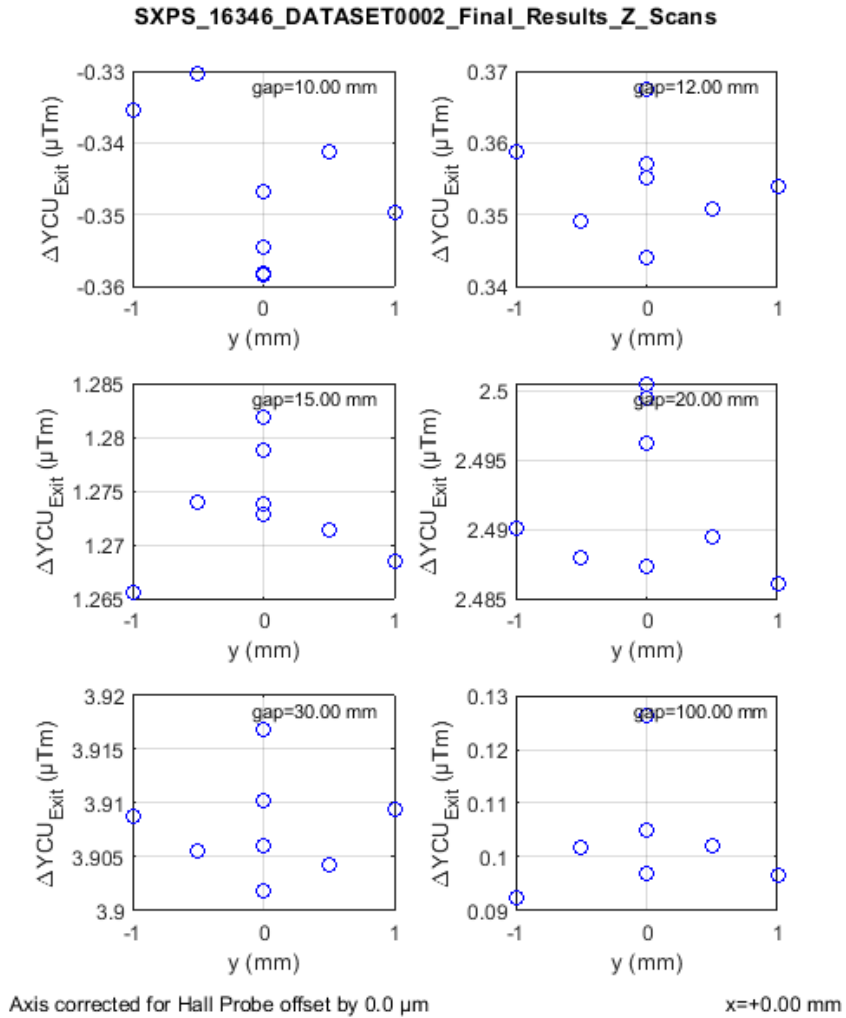 SXPS_16346_DATASET0002_Final_Results_Z_Scans
-0.33
-0.34
-0.35
-0.36
ΔYCU_Exit (µTm)
gap=10.00 mm
-1 0 1
y (mm)
0.37
0.36
0.35
0.34
ΔYCU_Exit (µTm)
gap=12.00 mm
-1 0 1
y (mm)
1.285
1.28
1.275
1.27
1.265
ΔYCU_Exit (µTm)
gap=15.00 mm
-1 0 1
y (mm)
2.5
2.495
2.49
2.485
ΔYCU_Exit (µTm)
gap=20.00 mm
-1 0 1
y (mm)
3.92
3.915
3.91
3.905
3.9
ΔYCU_Exit (µTm)
gap=30.00 mm
-1 0 1
y (mm)
0.13
0.12
0.11
0.1
0.09
ΔYCU_Exit (µTm)
gap=100.00 mm
-1 0 1
y (mm)
Axis corrected for Hall Probe offset by 0.0 µm
x=+0.00 mm